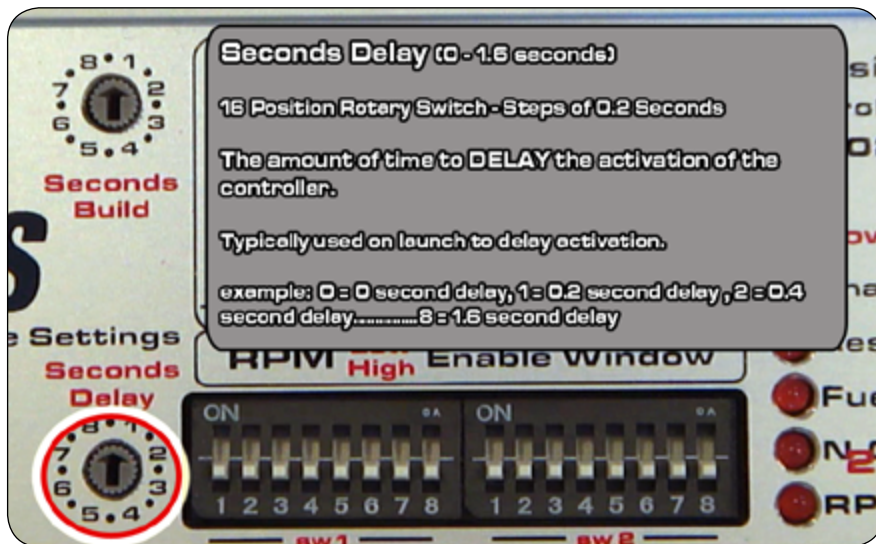 Seconds Delay (0 - 1.6 seconds)
16 Position Rotary Switch - Steps of 0.2 Seconds
The amount of time to DELAY the activation of the
controller.
Typically used on launch to delay activation.
example: 0 = 0 second delay, 1 = 0.2 second delay , 2 = 0.4
second delay..............8 = 1.6 second delay
8 1
7 2
6 3
5 4
Seconds
Build
S
e Settings
Seconds
Delay
8 1
7 2
6 3
5 4
RPM High Enable Window
ON
1 2 3 4 5 6 7 8
sw 1
ON
1 2 3 4 5 6 7 8
sw 2
Fue
RP